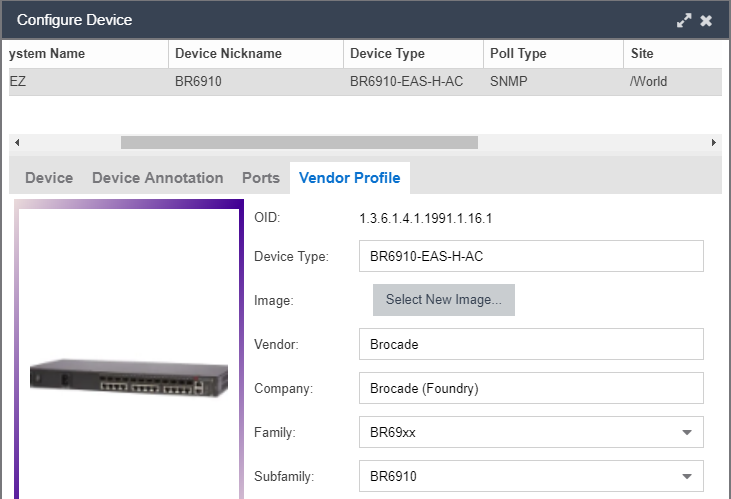 Configure Device
ystem Name Device Nickname Device Type Poll Type Site
EZ BR6910 BR6910-EAS-H-AC SNMP /World
Device Device Annotation Ports Vendor Profile
OID: 1.3.6.1.4.1.1991.1.16.1
Device Type: BR6910-EAS-H-AC
Image: Select New Image...
Vendor: Brocade
Company: Brocade (Foundry)
Family: BR69xx
Subfamily: BR6910